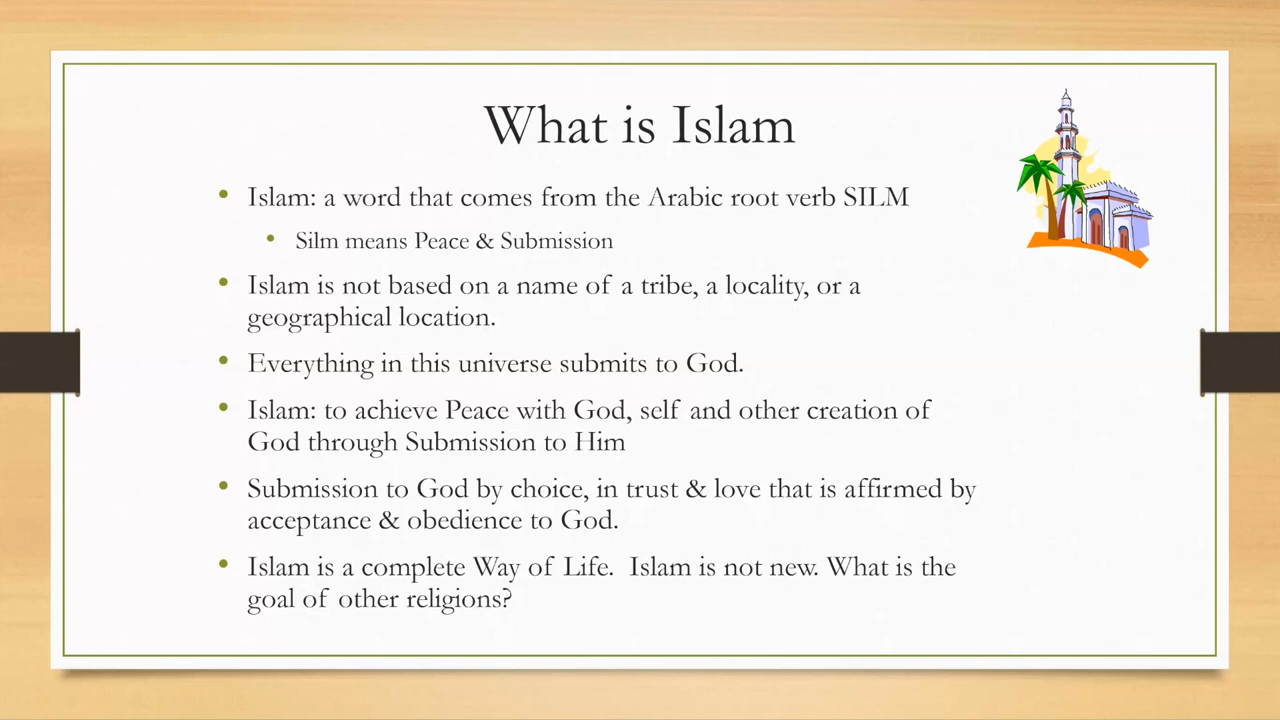 What is Islam
• Islam: a word that comes from the Arabic root verb SILM
• Silm means Peace & Submission
• Islam is not based on a name of a tribe, a locality, or a
geographical location.
• Everything in this universe submits to God.
• Islam: to achieve Peace with God, self and other creation of
God through Submission to Him
• Submission to God by choice, in trust & love that is affirmed by
acceptance & obedience to God.
• Islam is a complete Way of Life.  Islam is not new. What is the
goal of other religions?